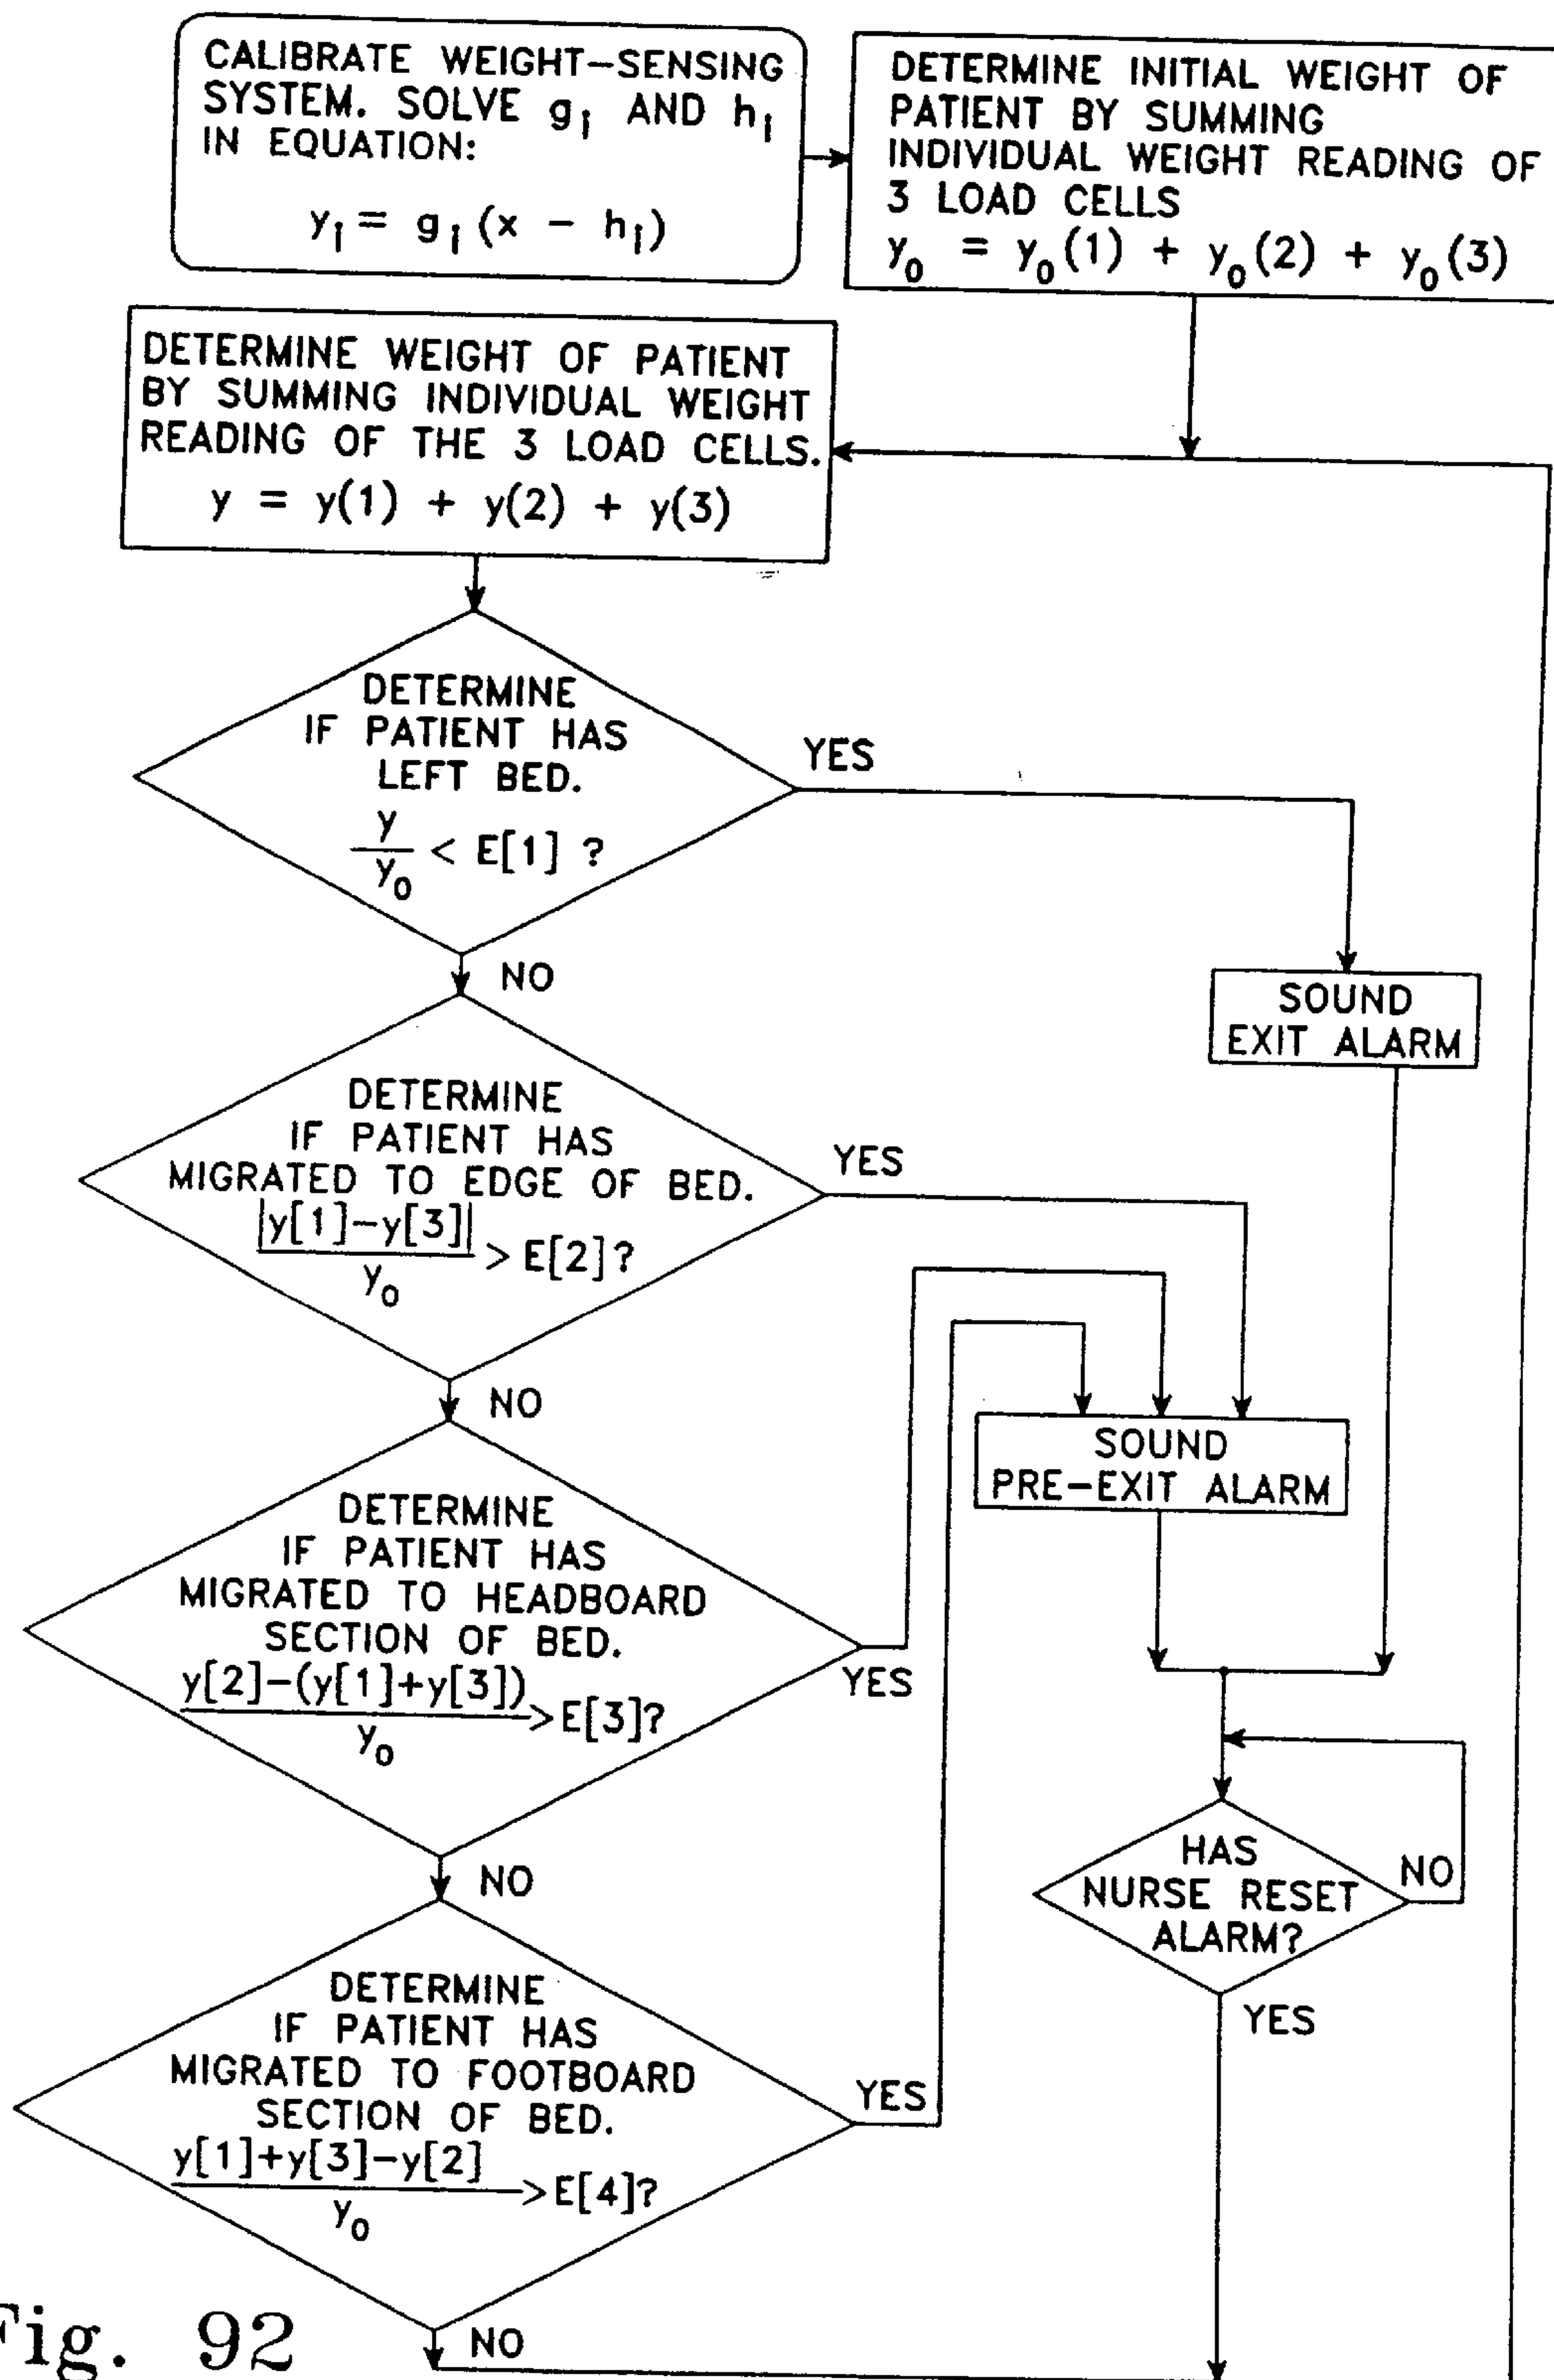 CALIBRATE WEIGHT-SENSING
SYSTEM. SOLVE gi AND hi
IN EQUATION:
yi = gi (x - hi)
DETERMINE INITIAL WEIGHT OF
PATIENT BY SUMMING
INDIVIDUAL WEIGHT READING OF
3 LOAD CELLS
y0 = y0(1) + y0(2) + y0(3)
DETERMINE WEIGHT OF PATIENT
BY SUMMING INDIVIDUAL WEIGHT
READING OF THE 3 LOAD CELLS.
y = y(1) + y(2) + y(3)
DETERMINE
IF PATIENT HAS
LEFT BED.
y
y0
< E[1] ?
YES
NO
SOUND
EXIT ALARM
DETERMINE
IF PATIENT HAS
MIGRATED TO EDGE OF BED.
|y[1]-y[3]|
y0
> E[2]?
YES
NO
SOUND
PRE-EXIT ALARM
DETERMINE
IF PATIENT HAS
MIGRATED TO HEADBOARD
SECTION OF BED.
y[2]-(y[1]+y[3])
y0
>E[3]?
YES
NO
HAS
NURSE RESET
ALARM?
NO
YES
DETERMINE
IF PATIENT HAS
MIGRATED TO FOOTBOARD
SECTION OF BED.
y[1]+y[3]-y[2]
y0
>E[4]?
YES
NO
Fig. 92